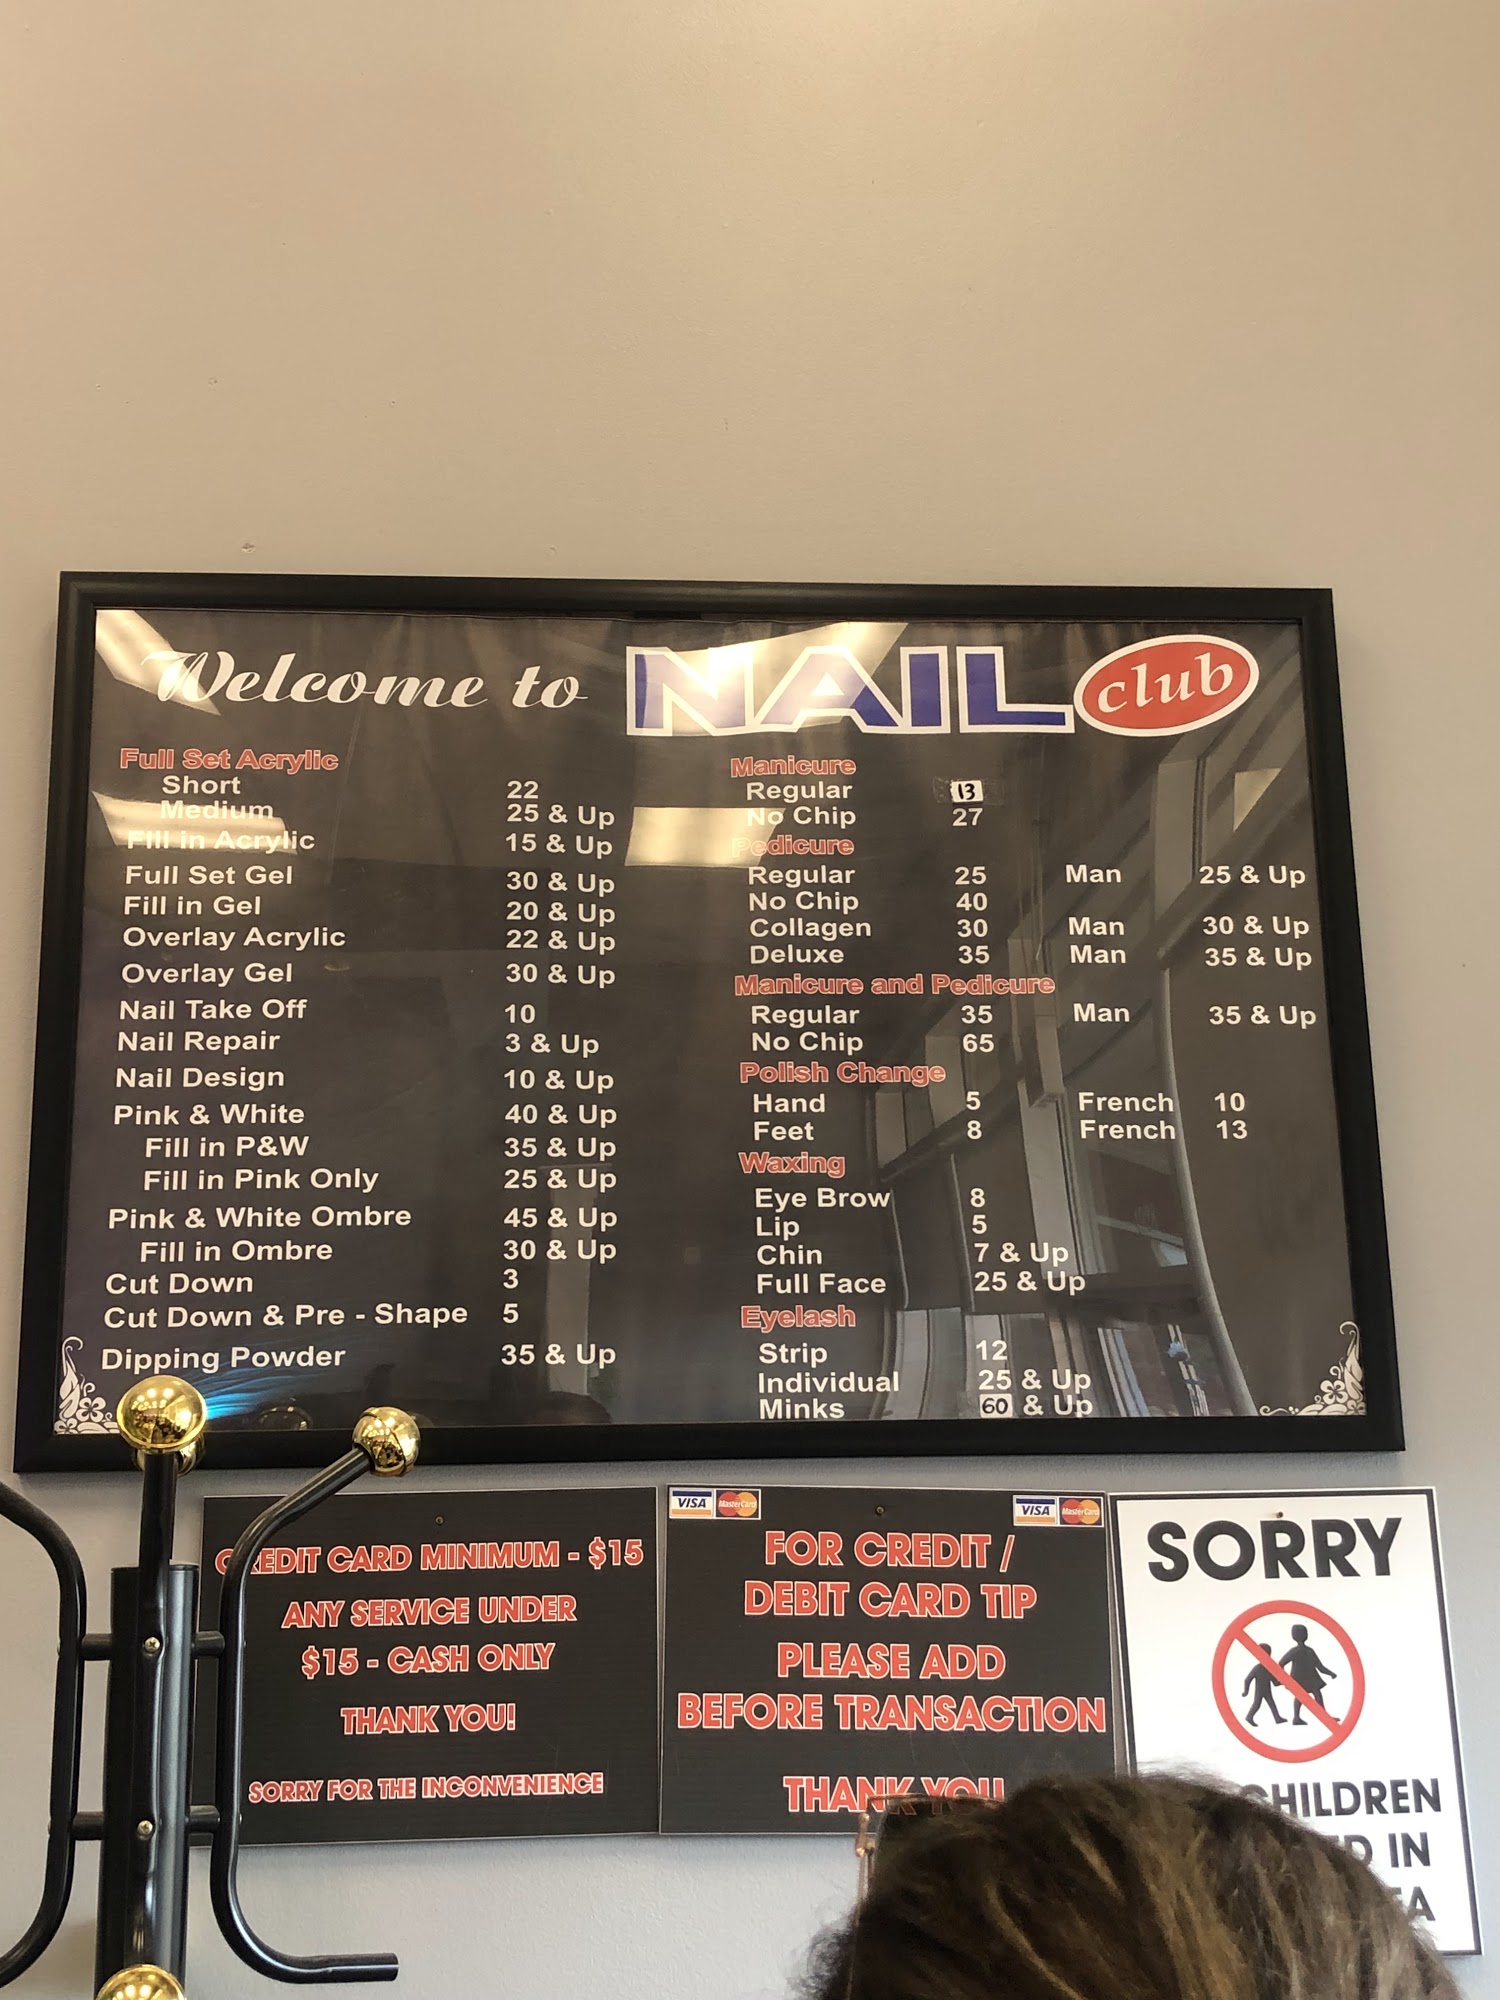 Welcome to NAIL club
Full Set Acrylic
Short 22
Medium 25 & Up
Fill in Acrylic 15 & Up
Full Set Gel 30 & Up
Fill in Gel 20 & Up
Overlay Acrylic 22 & Up
Overlay Gel 30 & Up
Nail Take Off 10
Nail Repair 3 & Up
Nail Design 10 & Up
Pink & White 40 & Up
Fill in P&W 35 & Up
Fill in Pink Only 25 & Up
Pink & White Ombre 45 & Up
Fill in Ombre 30 & Up
Cut Down 3
Cut Down & Pre - Shape 5
Dipping Powder 35 & Up
Manicure
Regular 13
No Chip 27
Pedicure
Regular 25 Man 25 & Up
No Chip 40
Collagen 30 Man 30 & Up
Deluxe 35 Man 35 & Up
Manicure and Pedicure
Regular 35 Man 35 & Up
No Chip 65
Polish Change
Hand 5 French 10
Feet 8 French 13
Waxing
Eye Brow 8
Lip 5
Chin 7 & Up
Full Face 25 & Up
Eyelash
Strip 12
Individual 25 & Up
Minks 60 & Up
CREDIT CARD MINIMUM - $15
ANY SERVICE UNDER
$15 - CASH ONLY
THANK YOU!
SORRY FOR THE INCONVENIENCE
VISA MasterCard VISA MasterCard
FOR CREDIT /
DEBIT CARD TIP
PLEASE ADD
BEFORE TRANSACTION
THANK YOU
SORRY
CHILDREN
IN